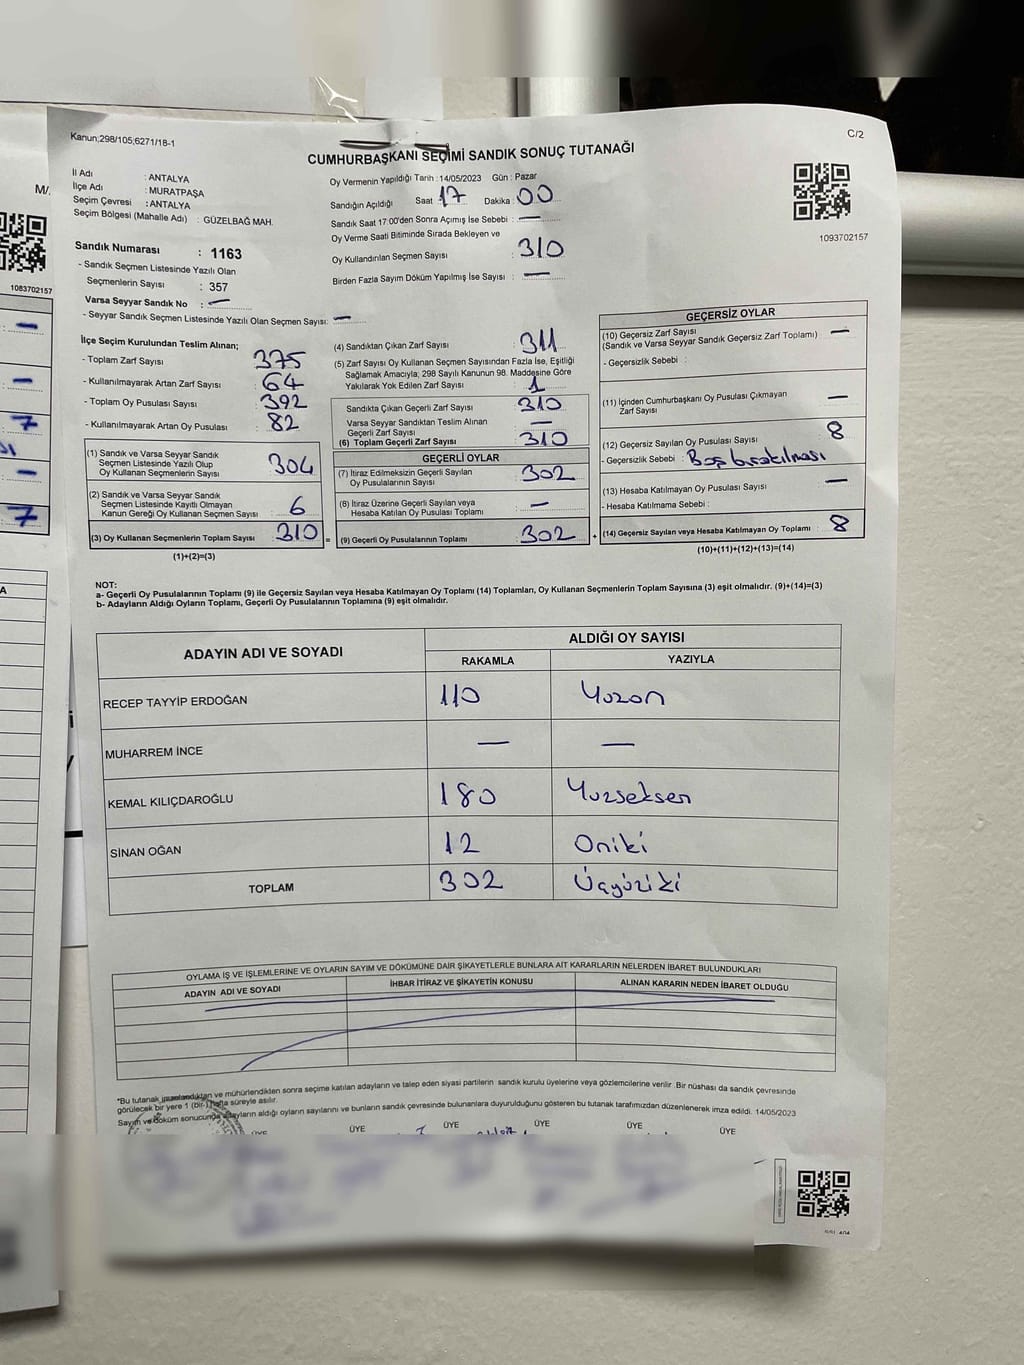 Kanun;298/105;6271/18-1
C/2
CUMHURBAŞKANI SEÇİMİ SANDIK SONUÇ TUTANAĞI
İl Adı : ANTALYA
İlçe Adı : MURATPAŞA
Seçim Çevresi : ANTALYA
Seçim Bölgesi (Mahalle Adı) : GÜZELBAĞ MAH.
Sandık Numarası : 1163
- Sandık Seçmen Listesinde Yazılı Olan
Seçmenlerin Sayısı : 357
Varsa Seyyar Sandık No : —
- Seyyar Sandık Seçmen Listesinde Yazılı Olan Seçmen Sayısı: —
Oy Vermenin Yapıldığı Tarih : 14/05/2023 Gün : Pazar
Sandığın Açıldığı Saat : 17 Dakika : 00
Sandık Saat 17:00'den Sonra Açımış İse Sebebi : —
Oy Verme Saati Bitiminde Sırada Bekleyen ve
Oy Kullandırılan Seçmen Sayısı : 310
Birden Fazla Sayım Döküm Yapılmış İse Sayısı : —
1093702157
İlçe Seçim Kurulundan Teslim Alınan;
- Toplam Zarf Sayısı 375
- Kullanılmayarak Artan Zarf Sayısı : 64
- Toplam Oy Pusulası Sayısı : 392
- Kullanılmayarak Artan Oy Pusulası : 82
(1) Sandık ve Varsa Seyyar Sandık
Seçmen Listesinde Yazılı Olup
Oy Kullanan Seçmenlerin Sayısı : 304
(2) Sandık ve Varsa Seyyar Sandık
Seçmen Listesinde Kayıtlı Olmayan
Kanun Gereği Oy Kullanan Seçmen Sayısı : 6
(3) Oy Kullanan Seçmenlerin Toplam Sayısı : 310
(1)+(2)=(3)
(4) Sandıktan Çıkan Zarf Sayısı : 311
(5) Zarf Sayısı Oy Kullanan Seçmen Sayısından Fazla İse, Eşitliği
Sağlamak Amacıyla; 298 Sayılı Kanunun 98. Maddesine Göre
Yakılarak Yok Edilen Zarf Sayısı : 1
Sandıkta Çıkan Geçerli Zarf Sayısı : 310
Varsa Seyyar Sandıktan Teslim Alınan
Geçerli Zarf Sayısı : —
(6) Toplam Geçerli Zarf Sayısı : 310
GEÇERLİ OYLAR
(7) İtiraz Edilmeksizin Geçerli Sayılan
Oy Pusulalarının Sayısı : 302
(8) İtiraz Üzerine Geçerli Sayılan veya
Hesaba Katılan Oy Pusulası Toplamı : —
= (9) Geçerli Oy Pusulalarının Toplamı : 302 +
GEÇERSİZ OYLAR
(10) Geçersiz Zarf Sayısı
(Sandık ve Varsa Seyyar Sandık Geçersiz Zarf Toplamı) : —
- Geçersizlik Sebebi :
(11) İçinden Cumhurbaşkanı Oy Pusulası Çıkmayan
Zarf Sayısı : —
(12) Geçersiz Sayılan Oy Pusulası Sayısı : 8
- Geçersizlik Sebebi : Boş bırakılması
(13) Hesaba Katılmayan Oy Pusulası Sayısı : —
- Hesaba Katılmama Sebebi :
(14) Geçersiz Sayılan veya Hesaba Katılmayan Oy Toplamı : 8
(10)+(11)+(12)+(13)=(14)
NOT:
a- Geçerli Oy Pusulalarının Toplamı (9) ile Geçersiz Sayılan veya Hesaba Katılmayan Oy Toplamı (14) Toplamları, Oy Kullanan Seçmenlerin Toplam Sayısına (3) eşit olmalıdır. (9)+(14)=(3)
b- Adayların Aldığı Oyların Toplamı, Geçerli Oy Pusulalarının Toplamına (9) eşit olmalıdır.
ADAYIN ADI VE SOYADI
ALDIĞI OY SAYISI
RAKAMLA YAZIYLA
RECEP TAYYİP ERDOĞAN 110 Yuzon
MUHARREM İNCE — —
KEMAL KILIÇDAROĞLU 180 Yuzseksen
SİNAN OĞAN 12 Oniki
TOPLAM 302 Üçyüziki
OYLAMA İŞ VE İŞLEMLERİNE VE OYLARIN SAYIM VE DÖKÜMÜNE DAİR ŞİKAYETLERLE BUNLARA AİT KARARLARIN NELERDEN İBARET BULUNDUKLARI
ADAYIN ADI VE SOYADI İHBAR İTİRAZ VE ŞİKAYETİN KONUSU ALINAN KARARIN NEDEN İBARET OLDUĞU
*Bu tutanak imzalandıktan ve mühürlendikten sonra seçime katılan adayların ve talep eden siyasi partilerin sandık kurulu üyelerine veya gözlemcilerine verilir. Bir nüshası da sandık çevresinde
görülecek bir yere 1 (bir) hafta süreyle asılır.
Sayım ve döküm sonucunda adayların aldığı oyların sayılarını ve bunların sandık çevresinde bulunanlara duyurulduğunu gösteren bu tutanak tarafımızdan düzenlenerek imza edildi. 14/05/2023
ÜYE ÜYE ÜYE ÜYE ÜYE ÜYE
M/
1083702157
7
7
A